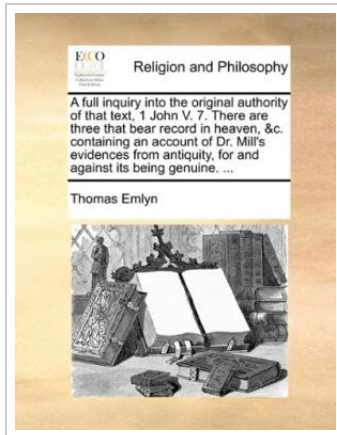 ECCO
Religion and Philosophy
A full inquiry into the original authority
of that text, 1 John V. 7. There are
three that bear record in heaven, &c.
containing an account of Dr. Mill's
evidences from antiquity, for and
against its being genuine. ...
Thomas Emlyn